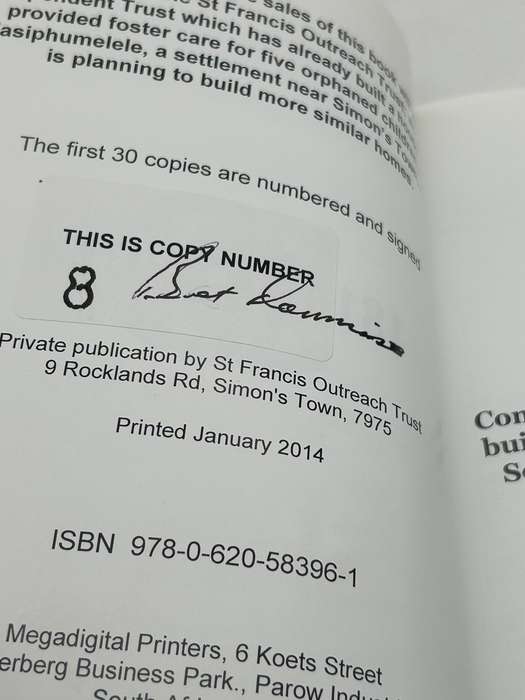 sales of this book
St Francis Outreach Trust
Trust which has already built a
provided foster care for five orphaned
asiphumelele, a settlement near Simon's Town
is planning to build more similar homes.
The first 30 copies are numbered and signed
THIS IS COPY NUMBER
8
Private publication by St Francis Outreach Trust
9 Rocklands Rd, Simon's Town, 7975
Printed January 2014
ISBN 978-0-620-58396-1
Megadigital Printers, 6 Koets Street
erberg Business Park., Parow Indu
South Af
Con
bui
S